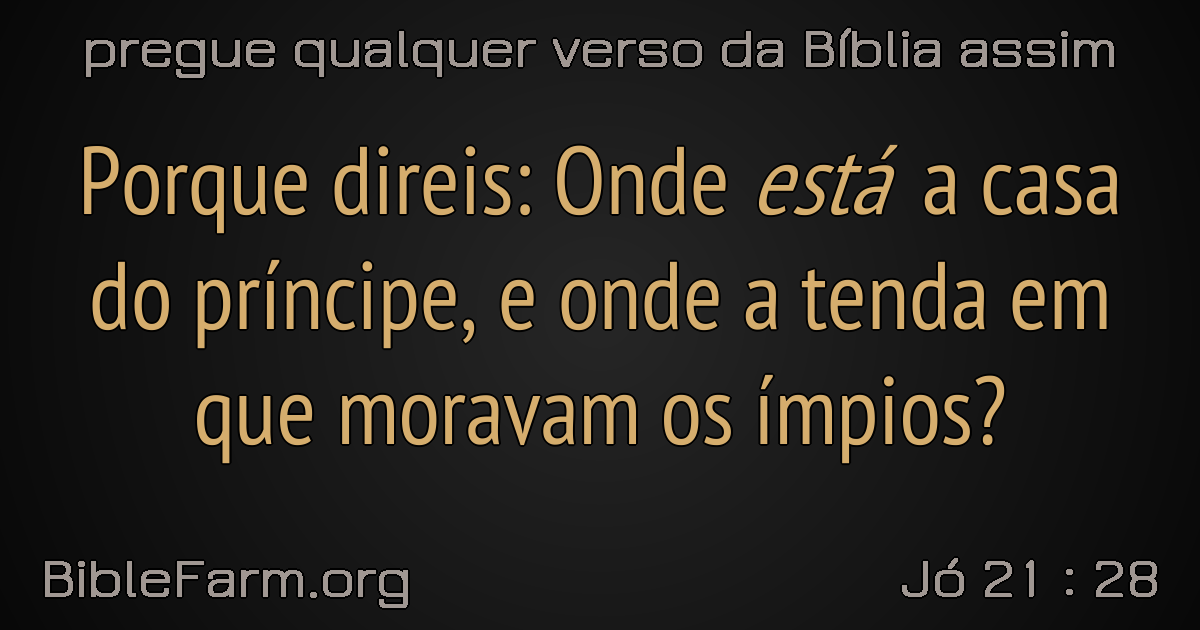 pregue qualquer verso da Bíblia assim
Porque direis: Onde está a casa
do príncipe, e onde a tenda em
que moravam os ímpios?
BibleFarm.org
Jó 21 : 28